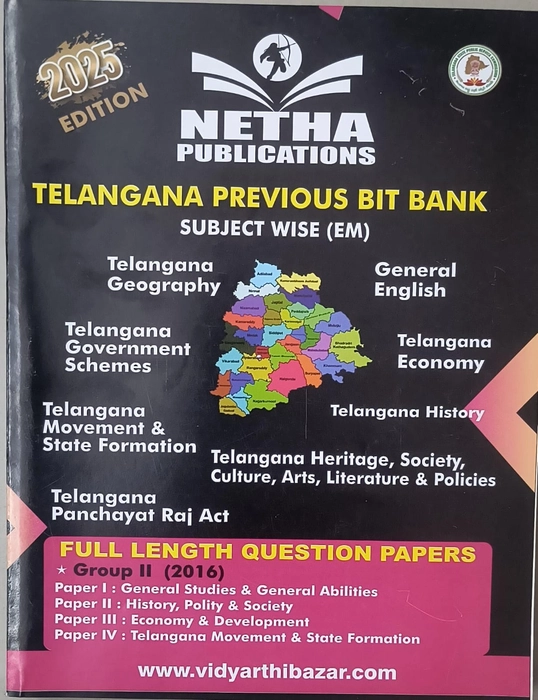 2025
EDITION
NETHA
PUBLICATIONS
TELANGANA PREVIOUS BIT BANK
SUBJECT WISE (EM)
Telangana
Geography
General
English
Telangana
Government
Schemes
Telangana
Economy
Telangana
Movement &
State Formation
Telangana History
Telangana Heritage, Society,
Culture, Arts, Literature & Policies
Telangana
Panchayat Raj Act
FULL LENGTH QUESTION PAPERS
★ Group II (2016)
Paper I : General Studies & General Abilities
Paper II : History, Polity & Society
Paper III : Economy & Development
Paper IV : Telangana Movement & State Formation
www.vidyarthibazar.com